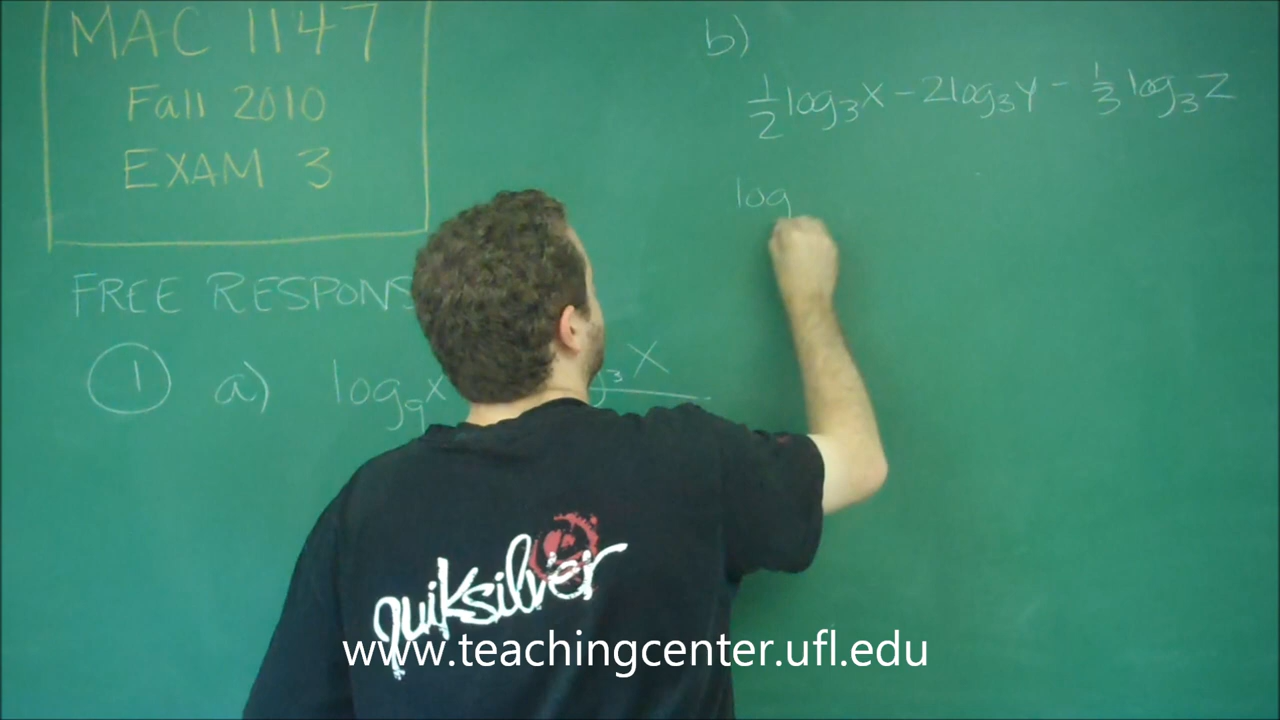 MAC 1147
Fall 2010
EXAM 3
FREE RESPONS
1 a) log₉x
₃ x
b)
½log₃x - 2log₃y - ⅓log₃z
log
quiksilver
www.teachingcenter.ufl.edu